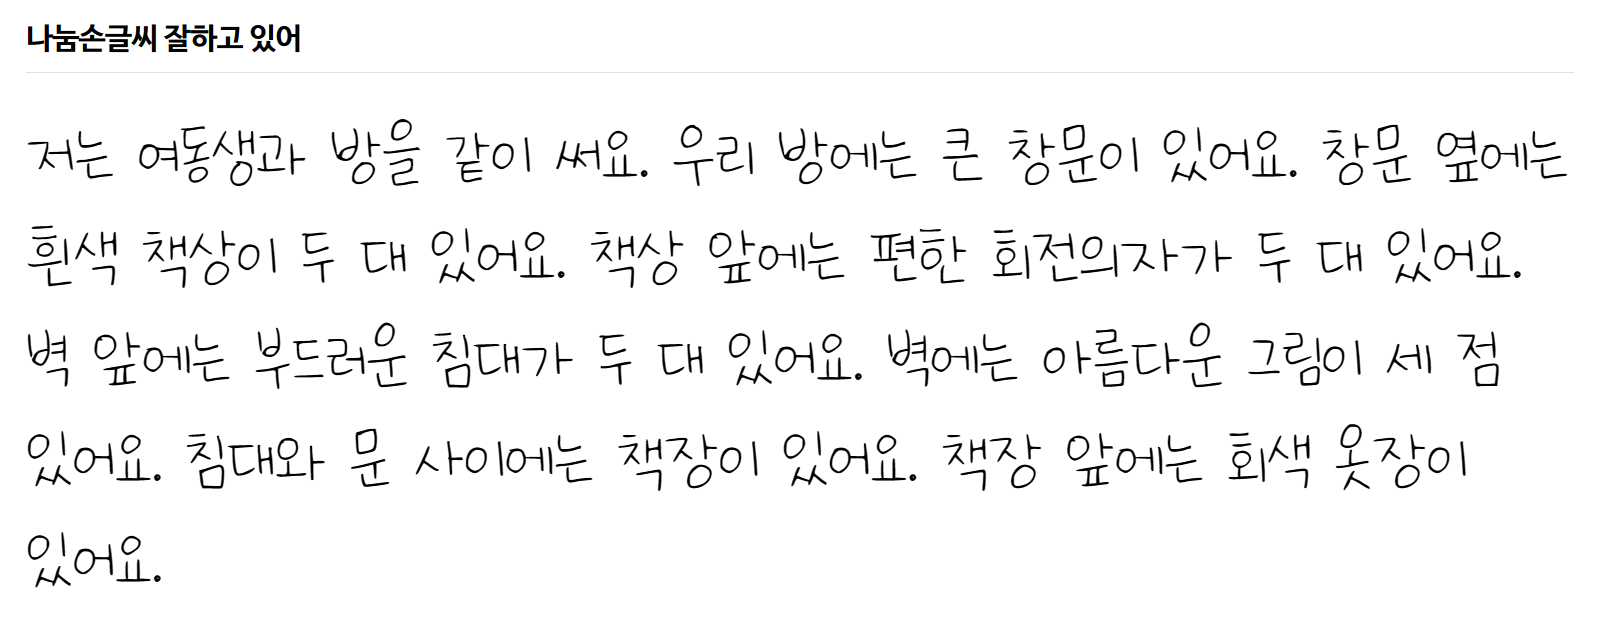 나눔손글씨 잘하고 있어
저는 여동생과 방을 같이 써요. 우리 방에는 큰 창문이 있어요. 창문 옆에는
흰색 책상이 두 대 있어요. 책상 앞에는 편한 회전의자가 두 대 있어요.
벽 앞에는 부드러운 침대가 두 대 있어요. 벽에는 아름다운 그림이 세 점
있어요. 침대와 문 사이에는 책장이 있어요. 책장 앞에는 회색 옷장이
있어요.